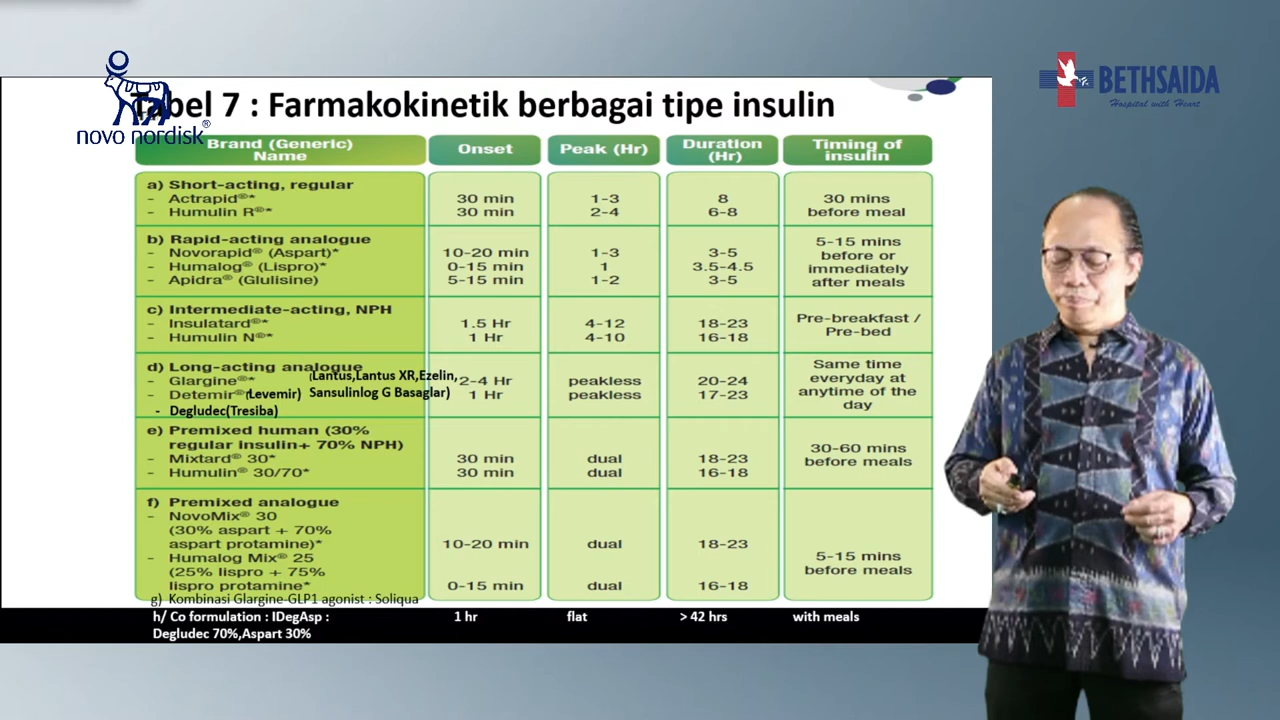 Tabel 7 : Farmakokinetik berbagai tipe insulin
novo nordisk®
BETHSAIDA
Hospital with Heart
Brand (Generic) Name
Onset
Peak (Hr)
Duration (Hr)
Timing of insulin
a) Short-acting, regular
- Actrapid®* 30 min 1-3 8 30 mins
- Humulin R®* 30 min 2-4 6-8 before meal
b) Rapid-acting analogue 5-15 mins
- Novorapid® (Aspart)* 10-20 min 1-3 3-5 before or
- Humalog® (Lispro)* 0-15 min 1 3.5-4.5 immediately
- Apidra® (Glulisine) 5-15 min 1-2 3-5 after meals
c) Intermediate-acting, NPH Pre-breakfast /
- Insulatard®* 1.5 Hr 4-12 18-23 Pre-bed
- Humulin N®* 1 Hr 4-10 16-18
d) Long-acting analogue Same time
- Glargine®* (Lantus,Lantus XR,Ezelin, 2-4 Hr peakless 20-24 everyday at
- Detemir® (Levemir) Sansulinlog G Basaglar) 1 Hr peakless 17-23 anytime of the
- Degludec(Tresiba) day
e) Premixed human (30%
regular insulin+ 70% NPH) 30-60 mins
- Mixtard® 30* 30 min dual 18-23 before meals
- Humulin® 30/70* 30 min dual 16-18
f) Premixed analogue
- NovoMix® 30
(30% aspart + 70%
aspart protamine)* 10-20 min dual 18-23
- Humalog Mix® 25 5-15 mins
(25% lispro + 75% before meals
lispro protamine* 0-15 min dual 16-18
g) Kombinasi Glargine-GLP1 agonist : Soliqua
h/ Co formulation : IDegAsp : 1 hr flat > 42 hrs with meals
Degludec 70%,Aspart 30%